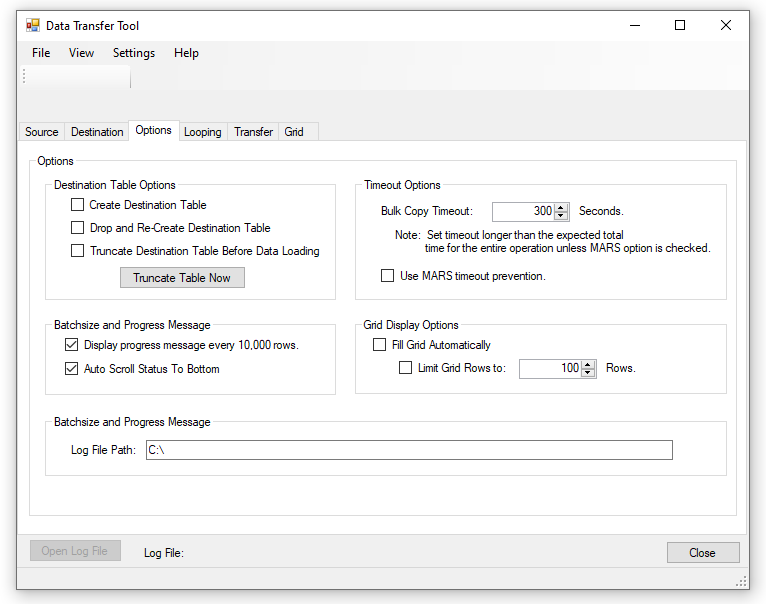 Data Transfer Tool
File View Settings Help
Source Destination Options Looping Transfer Grid
Options
Destination Table Options
Create Destination Table
Drop and Re-Create Destination Table
Truncate Destination Table Before Data Loading
Truncate Table Now
Timeout Options
Bulk Copy Timeout: 300 Seconds.
Note: Set timeout longer than the expected total
time for the entire operation unless MARS option is checked.
Use MARS timeout prevention.
Batchsize and Progress Message
Display progress message every 10,000 rows.
Auto Scroll Status To Bottom
Grid Display Options
Fill Grid Automatically
Limit Grid Rows to: 100 Rows.
Batchsize and Progress Message
Log File Path: C:\
Open Log File Log File: Close